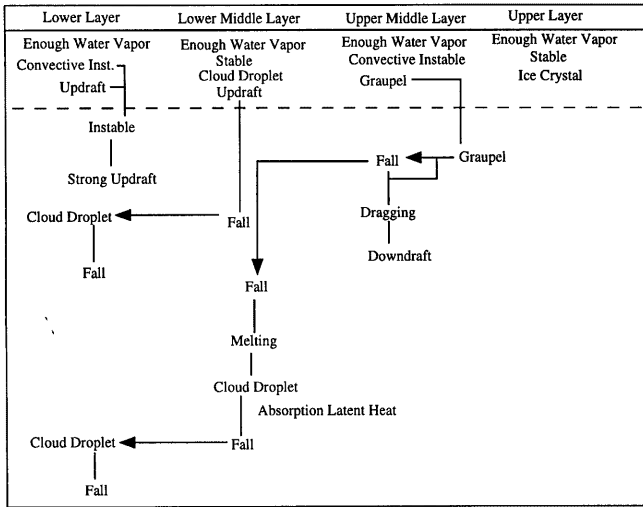 Lower Layer Lower Middle Layer Upper Middle Layer Upper Layer
Enough Water Vapor
Convective Inst.
Updraft
Enough Water Vapor
Stable
Cloud Droplet
Updraft
Enough Water Vapor
Convective Instable
Graupel
Enough Water Vapor
Stable
Ice Crystal
Instable
Strong Updraft
Fall Graupel
Dragging
Downdraft
Cloud Droplet Fall
Fall
Fall
Melting
Cloud Droplet
Absorption Latent Heat
Cloud Droplet Fall
Fall